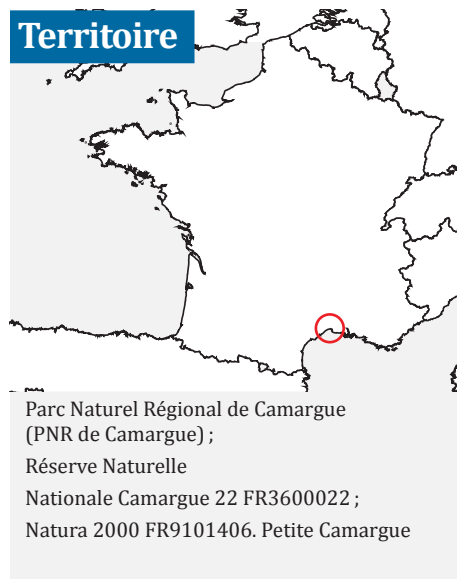 Territoire
Parc Naturel Régional de Camargue
(PNR de Camargue) ;
Réserve Naturelle
Nationale Camargue 22 FR3600022 ;
Natura 2000 FR9101406. Petite Camargue